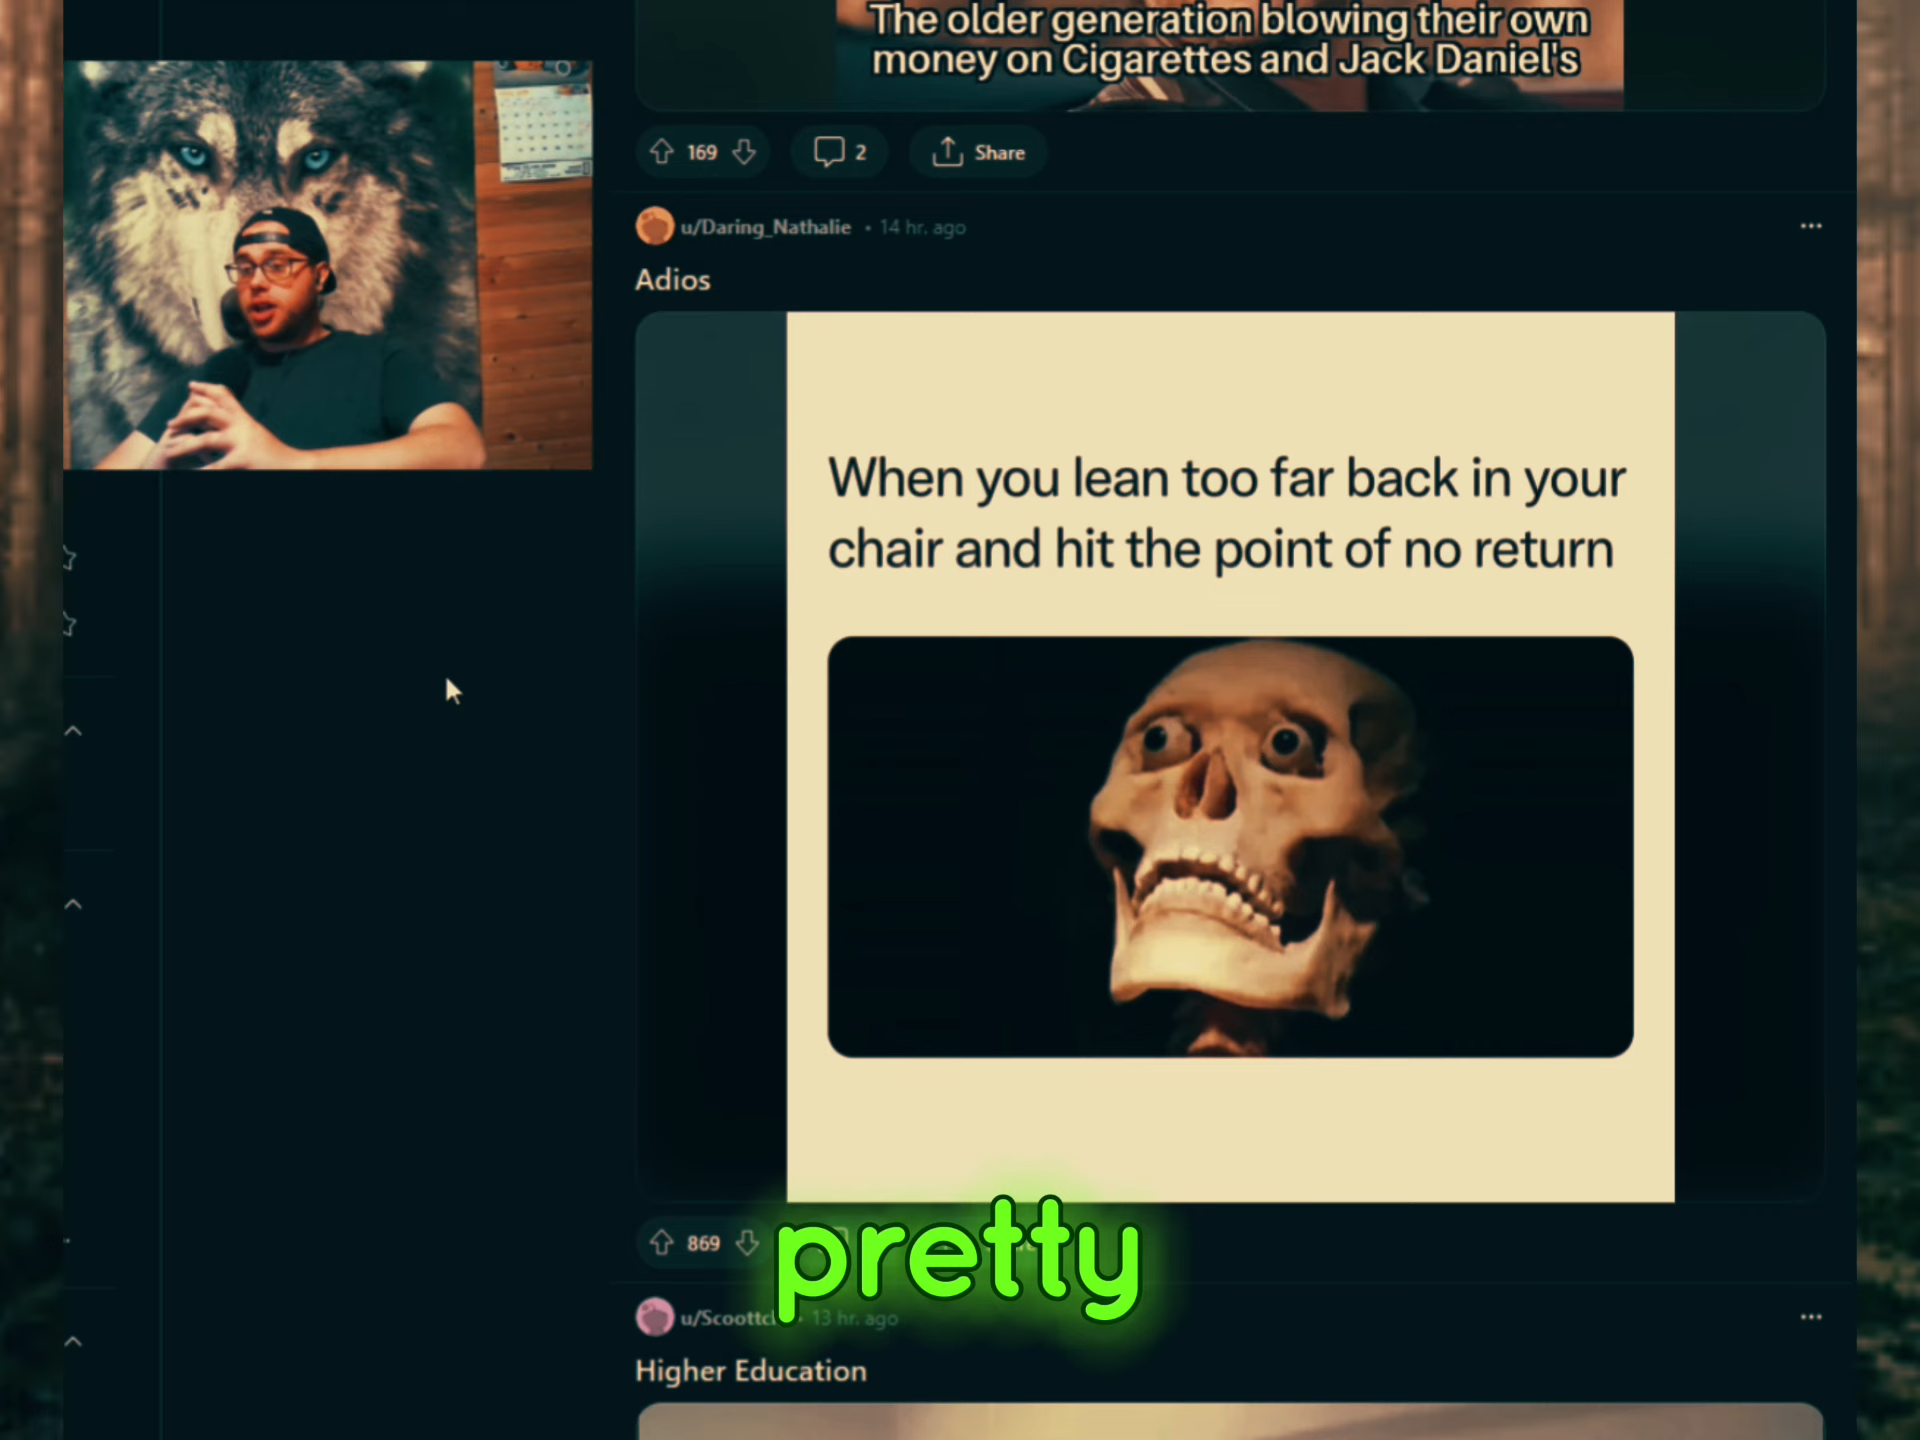 The older generation blowing their own
money on Cigarettes and Jack Daniel's
169
2
Share
u/Daring_Nathalie • 14 hr. ago
Adios
When you lean too far back in your
chair and hit the point of no return
869
pretty
13 hr. ago
Higher Education